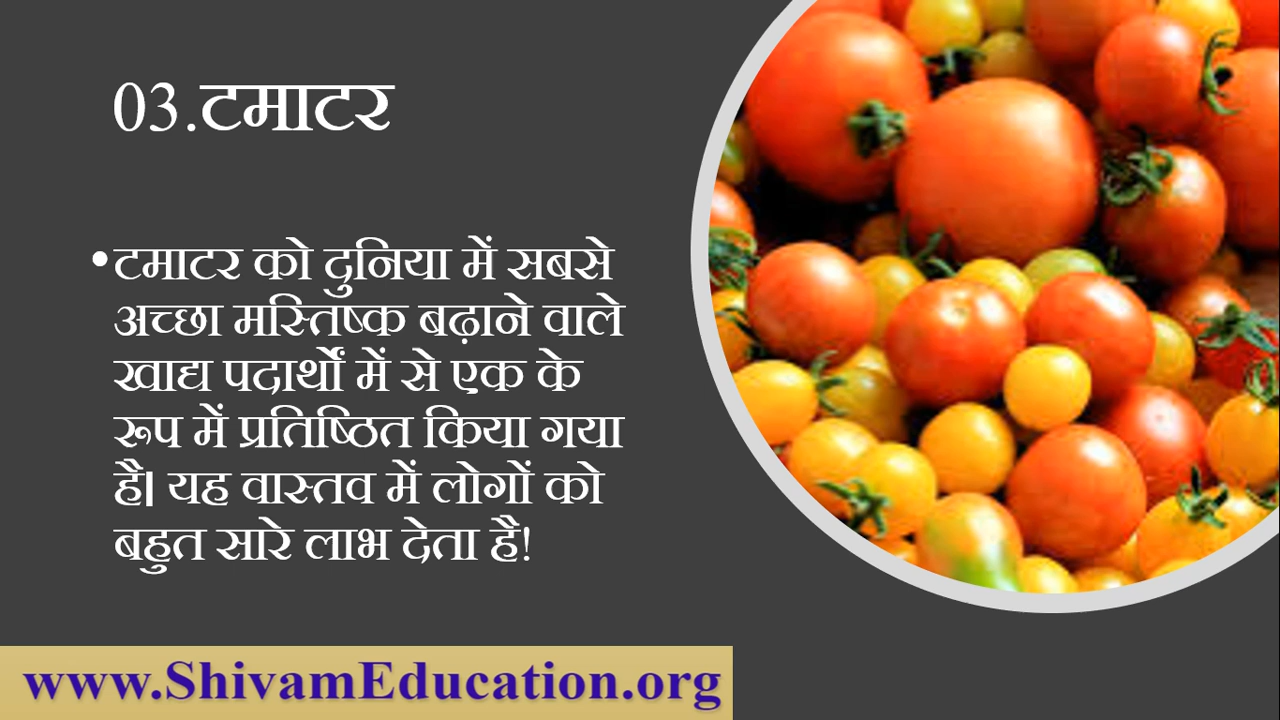 03.टमाटर
•टमाटर को दुनिया में सबसे
अच्छा मस्तिष्क बढ़ाने वाले
खाद्य पदार्थों में से एक के
रूप में प्रतिष्ठित किया गया
है। यह वास्तव में लोगों को
बहुत सारे लाभ देता है!
www.ShivamEducation.org